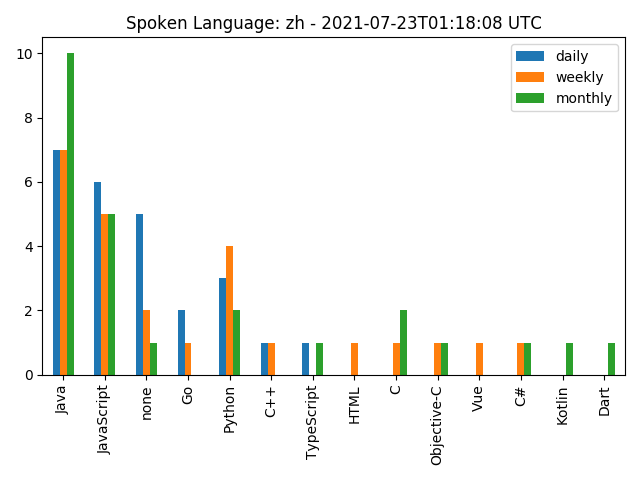 Spoken Language: zh - 2021-07-23T01:18:08 UTC
daily
weekly
monthly
10
8
6
4
2
0
Java
JavaScript
none
Go
Python
C++
TypeScript
HTML
C
Objective-C
Vue
C#
Kotlin
Dart